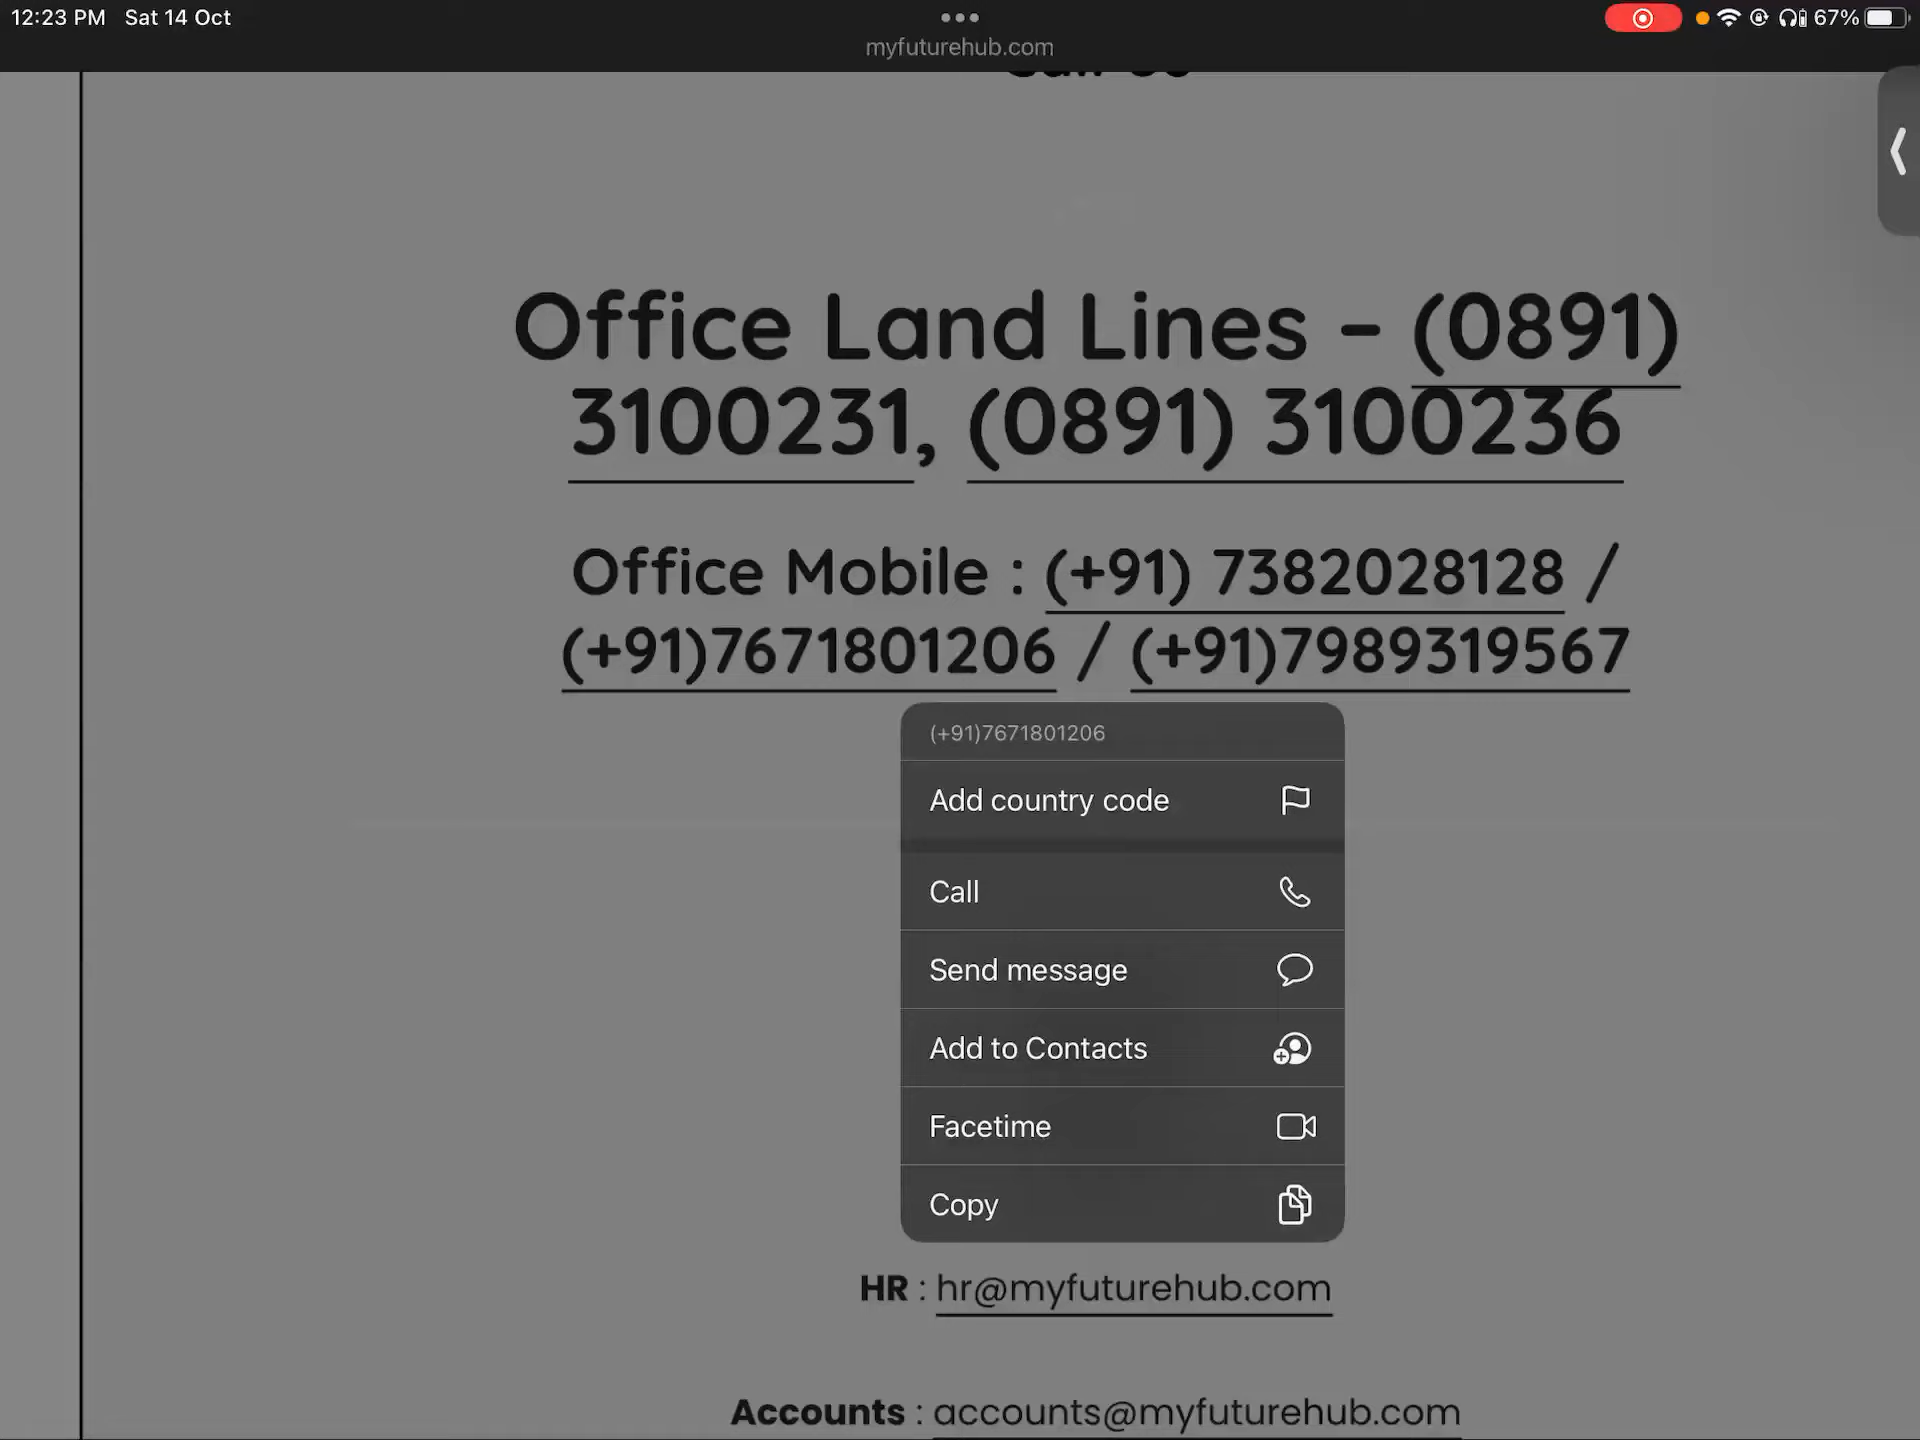 12:23 PM Sat 14 Oct
67%
myfuturehub.com
Office Land Lines – (0891)
3100231, (0891) 3100236
Office Mobile : (+91) 7382028128 /
(+91)7671801206 / (+91)7989319567
(+91)7671801206
Add country code
Call
Send message
Add to Contacts
Facetime
Copy
HR : hr@myfuturehub.com
Accounts : accounts@myfuturehub.com